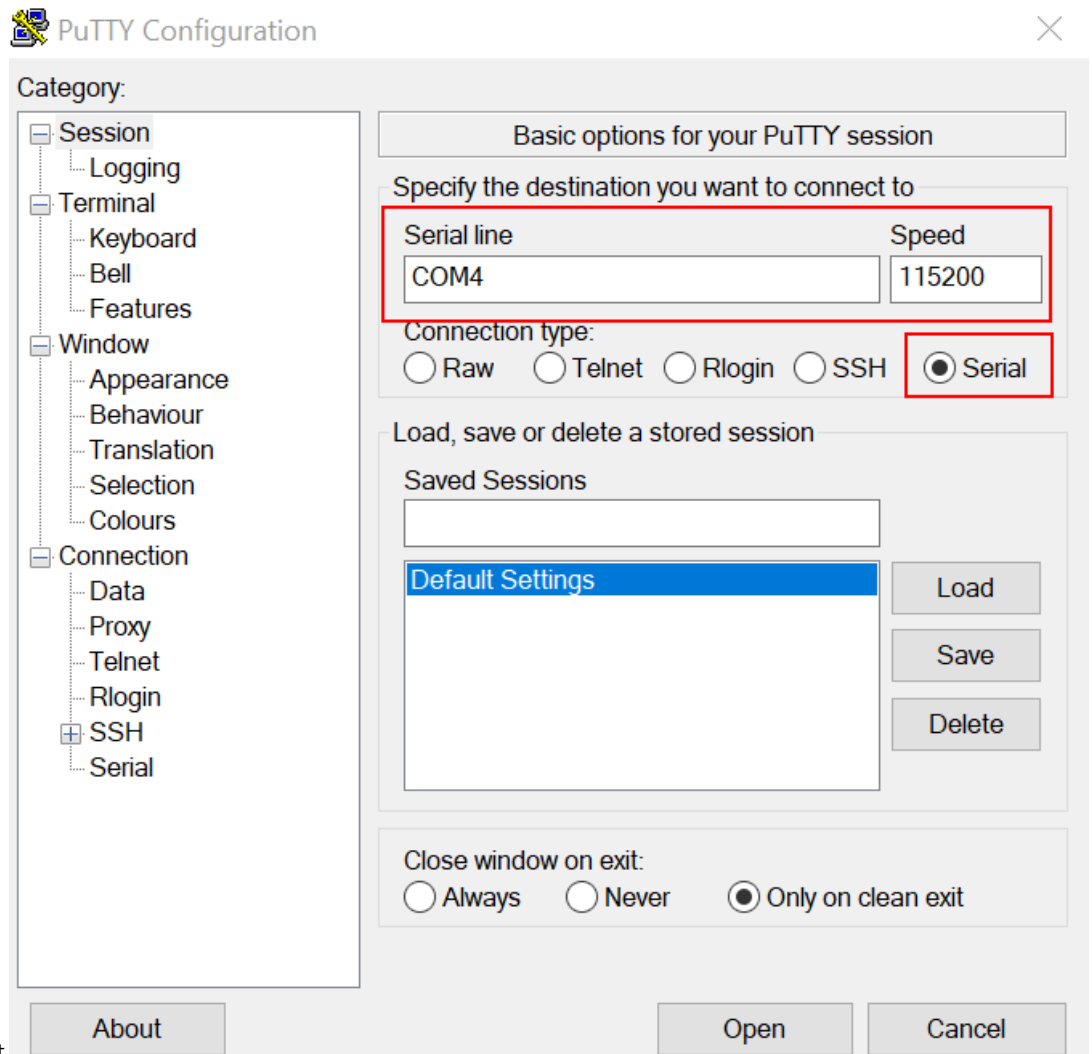 PuTTY Configuration
Category:
Session
Logging
Terminal
Keyboard
Bell
Features
Window
Appearance
Behaviour
Translation
Selection
Colours
Connection
Data
Proxy
Telnet
Rlogin
SSH
Serial
Basic options for your PuTTY session
Specify the destination you want to connect to
Serial line Speed
COM4 115200
Connection type:
Raw Telnet Rlogin SSH Serial
Load, save or delete a stored session
Saved Sessions
Default Settings
Load
Save
Delete
Close window on exit:
Always Never Only on clean exit
About Open Cancel